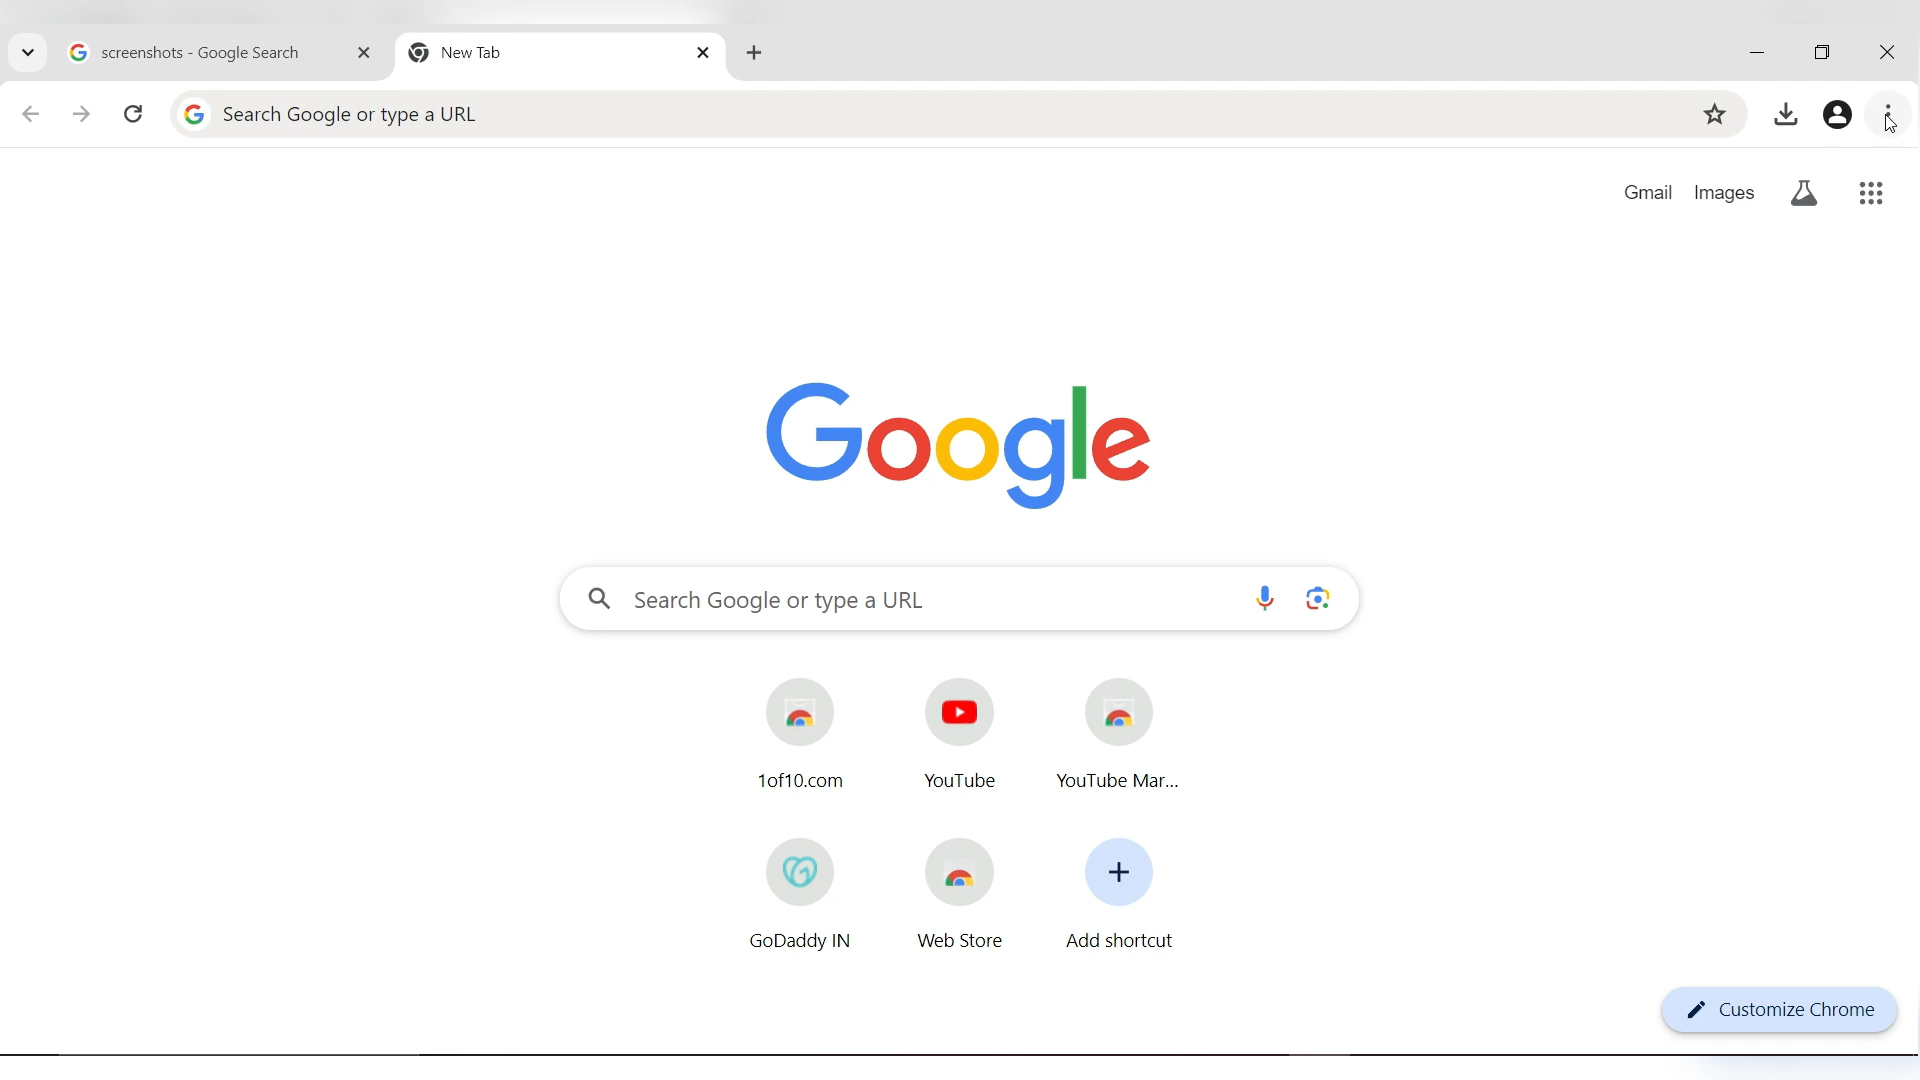 screenshots - Google Search
New Tab
Search Google or type a URL
Gmail Images
Google
Search Google or type a URL
1of10.com YouTube YouTube Mar...
GoDaddy IN Web Store Add shortcut
Customize Chrome